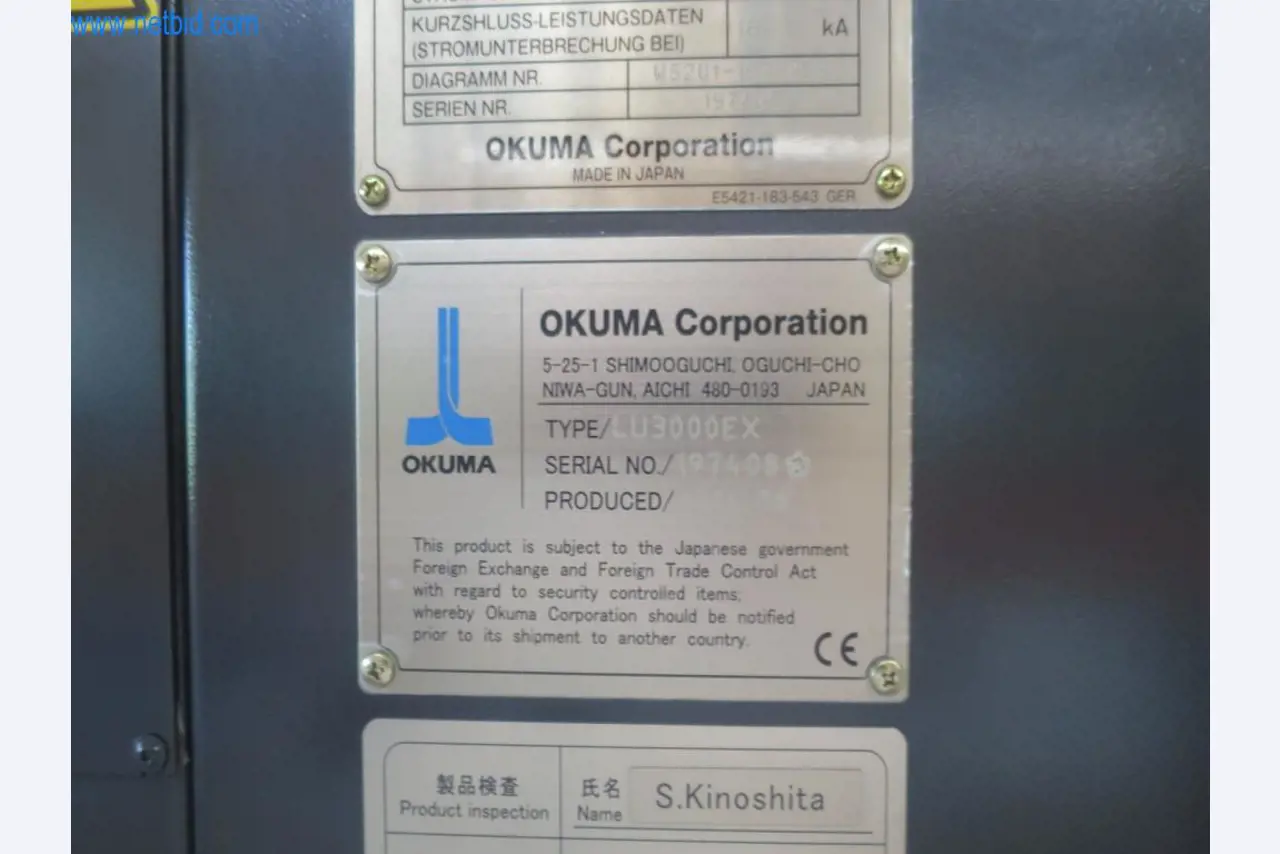 www.netbid.com
KURZSHLUSS-LEISTUNGSDATEN
(STROMUNTERBRECHUNG BEI)
kA
DIAGRAMM NR.
SERIEN NR.
OKUMA Corporation
MADE IN JAPAN
E5421-183-543 GER
OKUMA
OKUMA Corporation
5-25-1 SHIMOOGUCHI, OGUCHI-CHO
NIWA-GUN, AICHI 480-0193 JAPAN
TYPE/LU3000EX
SERIAL NO./197408
PRODUCED/
This product is subject to the Japanese government
Foreign Exchange and Foreign Trade Control Act
with regard to security controlled items;
whereby Okuma Corporation should be notified
prior to its shipment to another country.
CE
製品検査
Product inspection
氏名
Name
S.Kinoshita